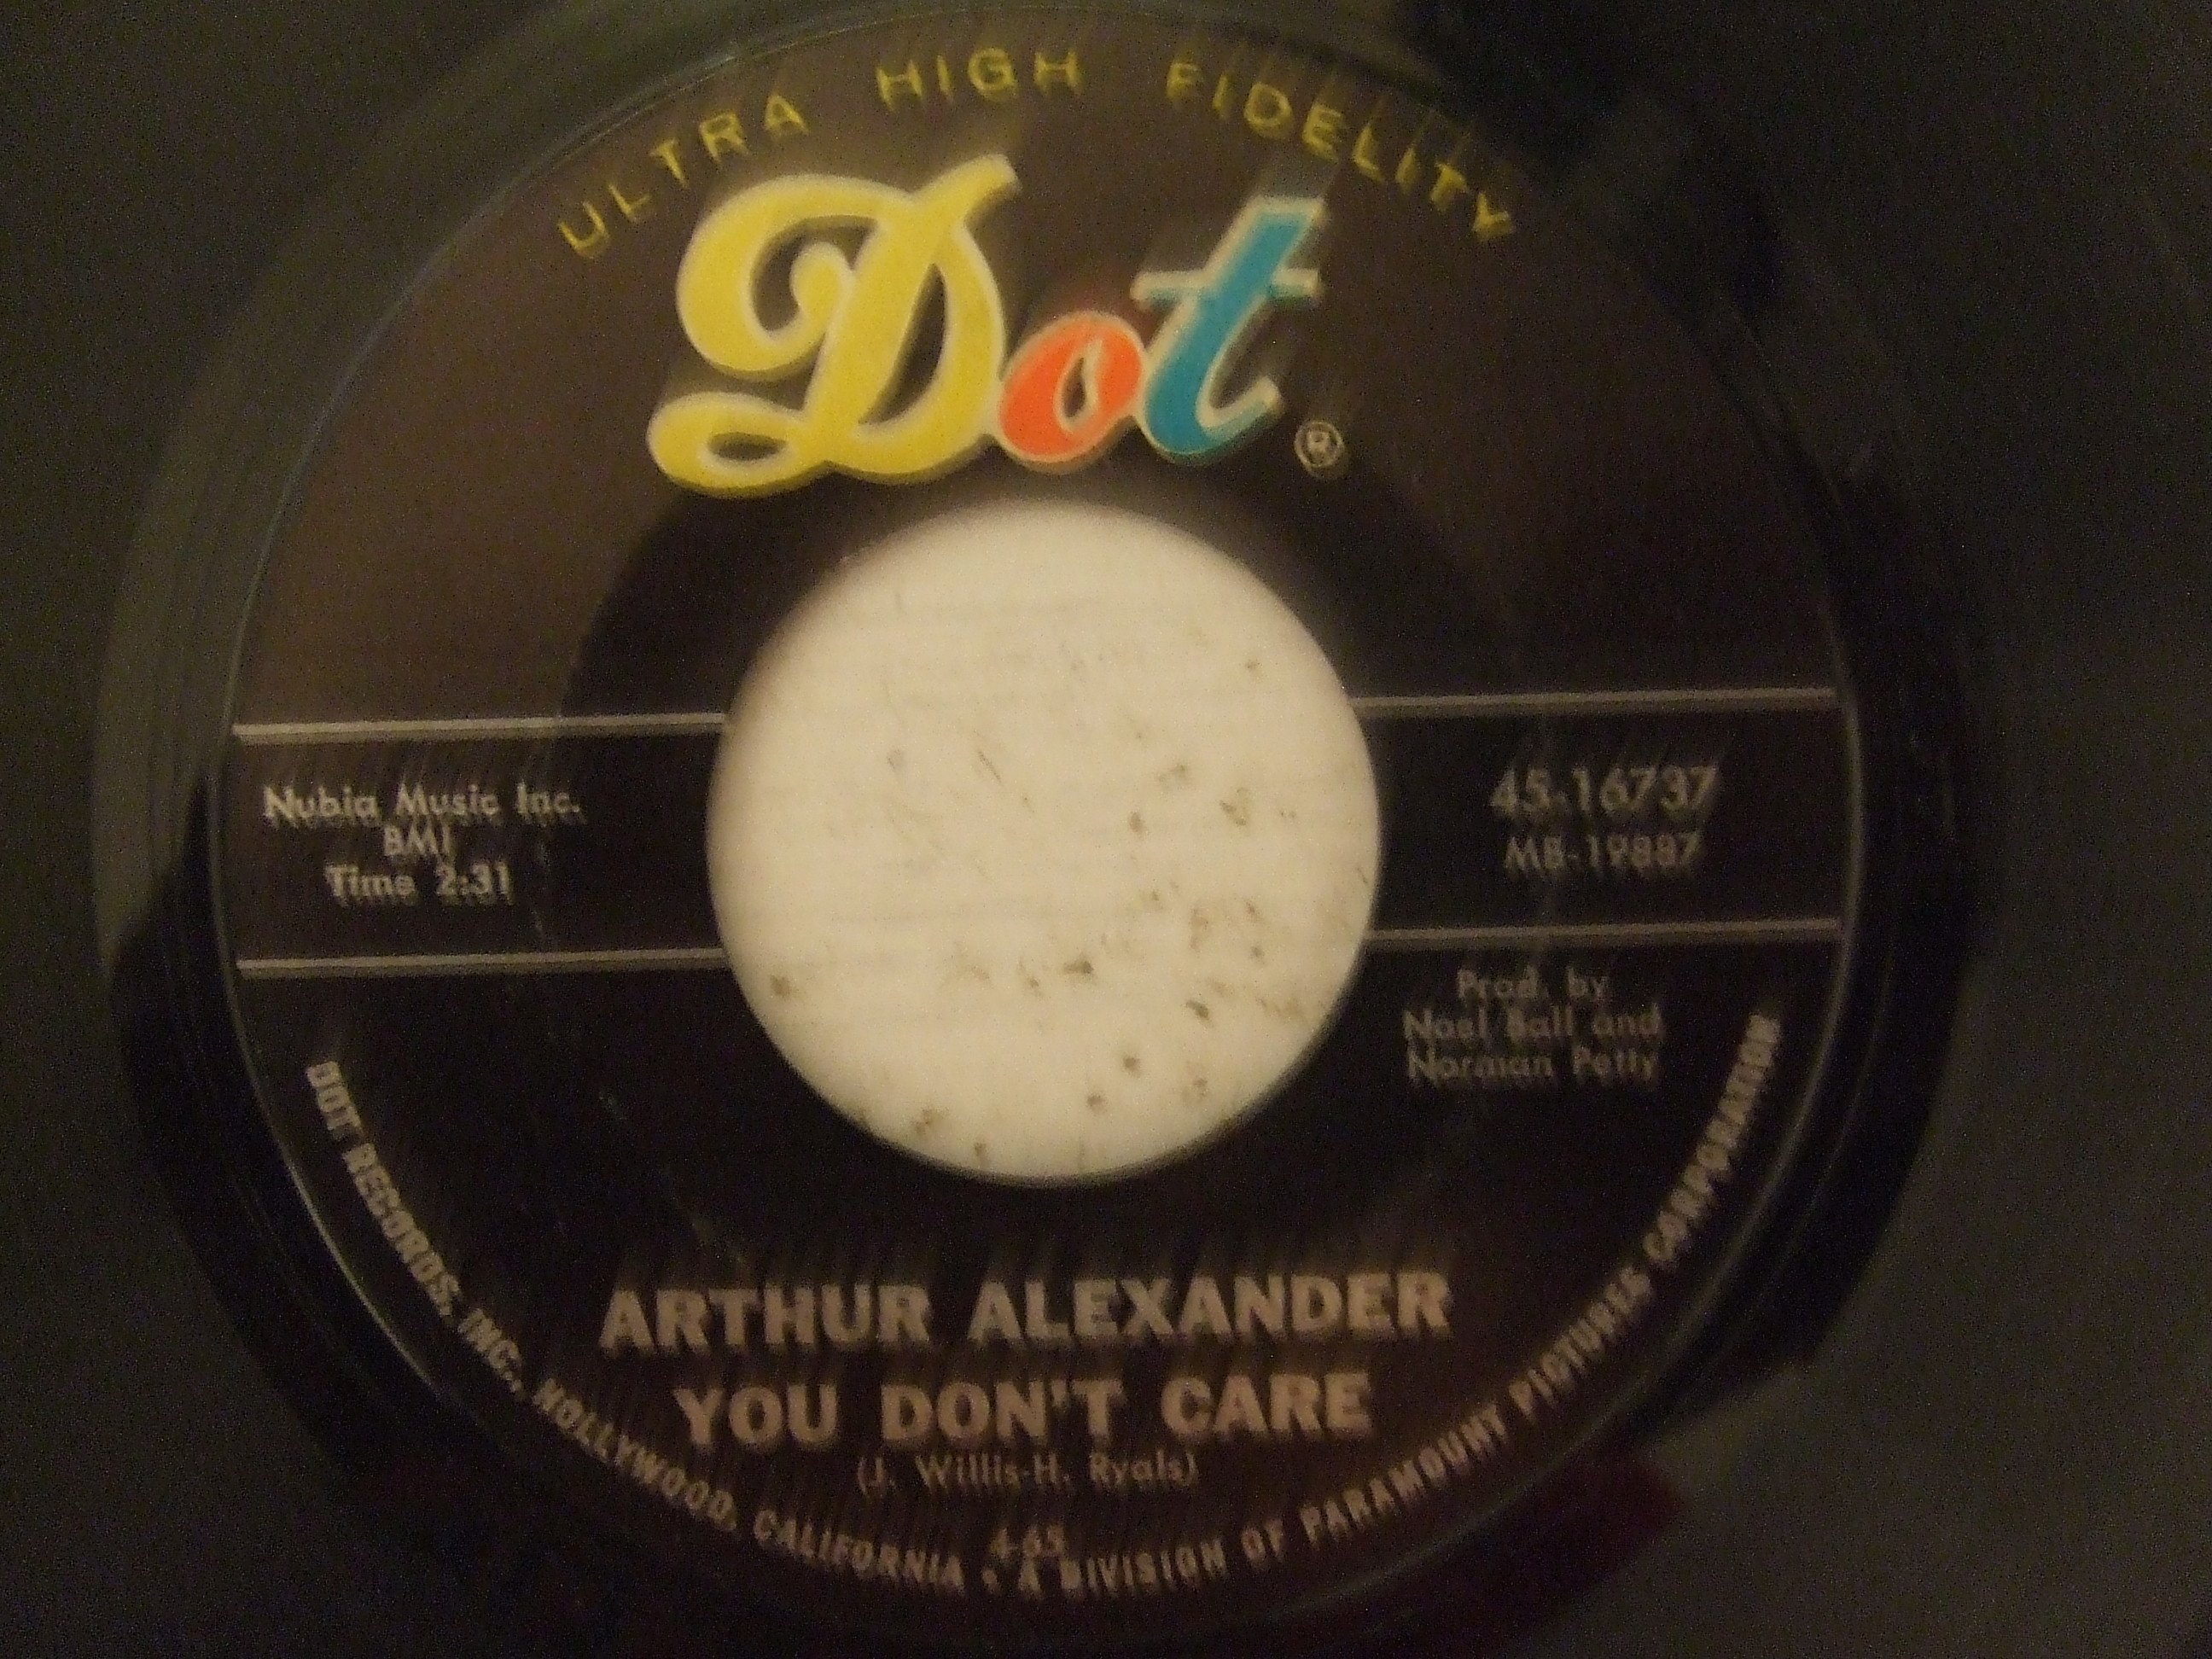 ULTRA HIGH FIDELITY
Dot ®
Nubia Music Inc.
BMI
Time 2:31
45-16737
MB-19887
Prod. by
Noel Ball and
Norman Petty
ARTHUR ALEXANDER
YOU DON'T CARE
(J. Willis-H. Ryals)
4-65
DOT RECORDS, INC., HOLLYWOOD, CALIFORNIA • A DIVISION OF PARAMOUNT PICTURES CORPORATION